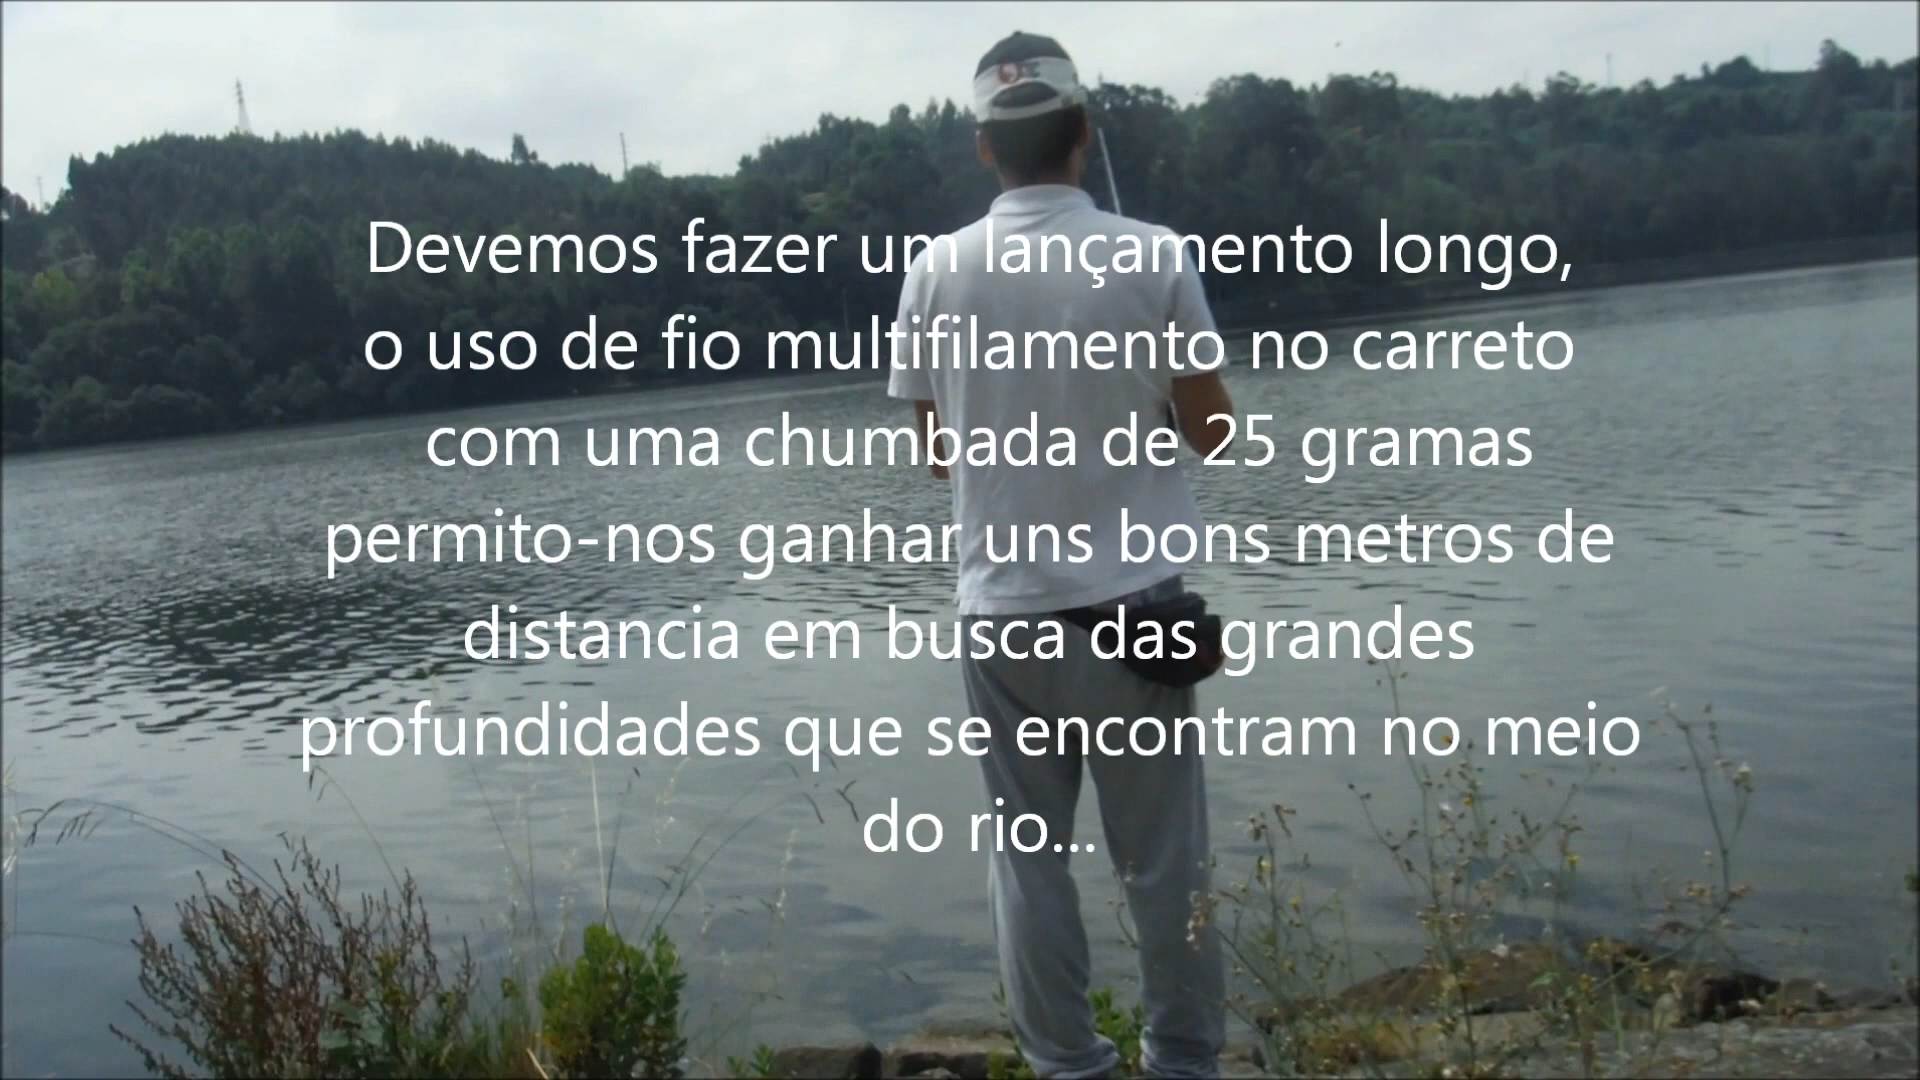 Devemos fazer um lançamento longo,
o uso de fio multifilamento no carreto
com uma chumbada de 25 gramas
permito-nos ganhar uns bons metros de
distancia em busca das grandes
profundidades que se encontram no meio
do rio...